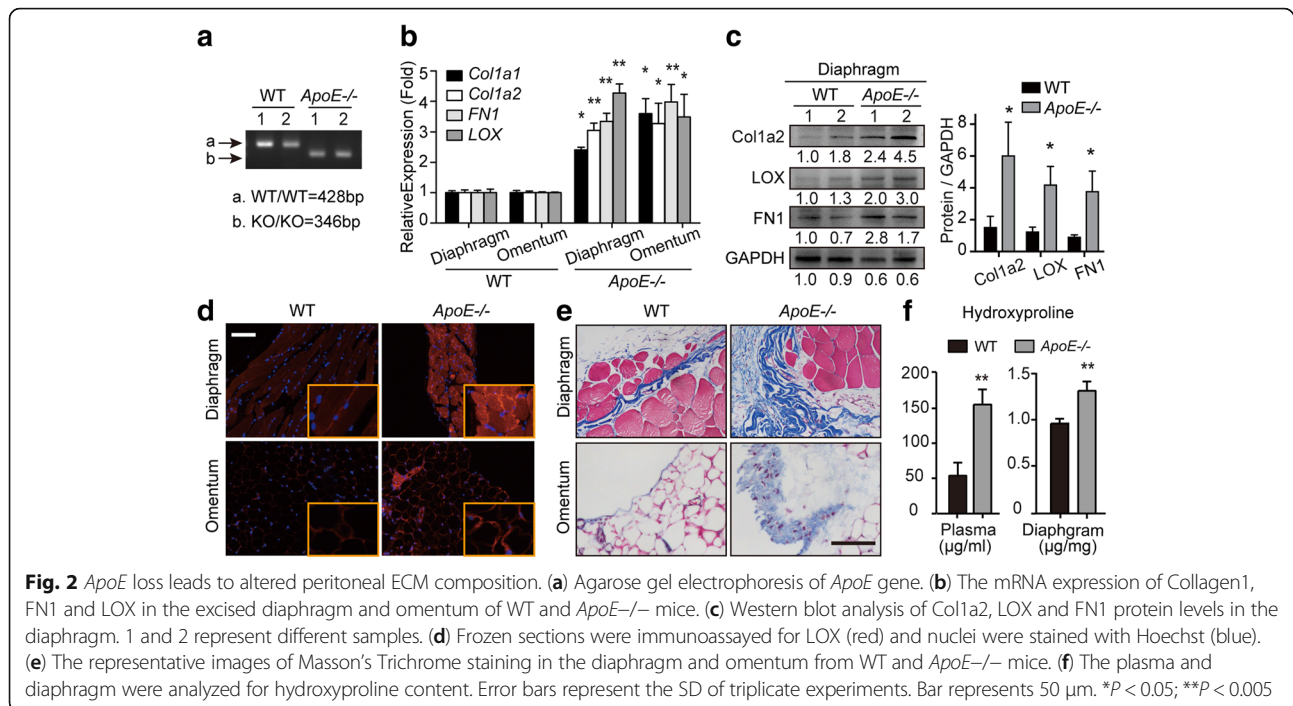 a
WT ApoE-/-
1 2 1 2
a
b
a. WT/WT=428bp
b. KO/KO=346bp
b
RelativeExpression (Fold)
5
4
3
2
1
0
Col1a1
Col1a2
FN1
LOX
* ** ** ** * * ** *
Diaphragm Omentum Diaphragm Omentum
WT ApoE-/-
c
Diaphragm
WT ApoE-/-
1 2 1 2
Col1a2
1.0 1.8 2.4 4.5
LOX
1.0 1.3 2.0 3.0
FN1
1.0 0.7 2.8 1.7
GAPDH
1.0 0.9 0.6 0.6
WT
ApoE-/-
Protein / GAPDH
12
8
4
0
* * *
Col1a2 LOX FN1
d
WT ApoE-/-
Diaphragm
Omentum
e
WT ApoE-/-
Diaphragm
Omentum
f
Hydroxyproline
WT ApoE-/-
200
150
100
50
0
**
Plasma
(µg/ml)
1.5
1.0
0.5
0
**
Diaphgram
(µg/mg)
Fig. 2 ApoE loss leads to altered peritoneal ECM composition. (a) Agarose gel electrophoresis of ApoE gene. (b) The mRNA expression of Collagen1,
FN1 and LOX in the excised diaphragm and omentum of WT and ApoE−/− mice. (c) Western blot analysis of Col1a2, LOX and FN1 protein levels in the
diaphragm. 1 and 2 represent different samples. (d) Frozen sections were immunoassayed for LOX (red) and nuclei were stained with Hoechst (blue).
(e) The representative images of Masson's Trichrome staining in the diaphragm and omentum from WT and ApoE−/− mice. (f) The plasma and
diaphragm were analyzed for hydroxyproline content. Error bars represent the SD of triplicate experiments. Bar represents 50 μm. *P < 0.05; **P < 0.005